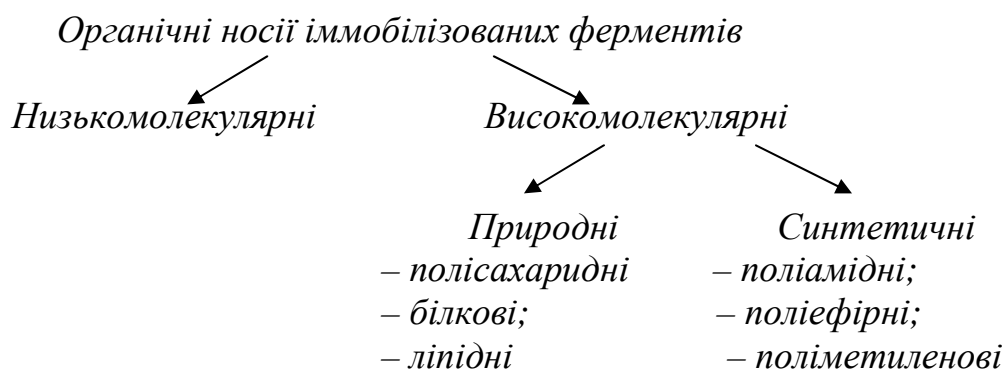 Органічні носії іммобілізованих ферментів
Низькомолекулярні Високомолекулярні
Природні Синтетичні
– полісахаридні – поліамідні;
– білкові; – поліефірні;
– ліпідні – поліметиленові